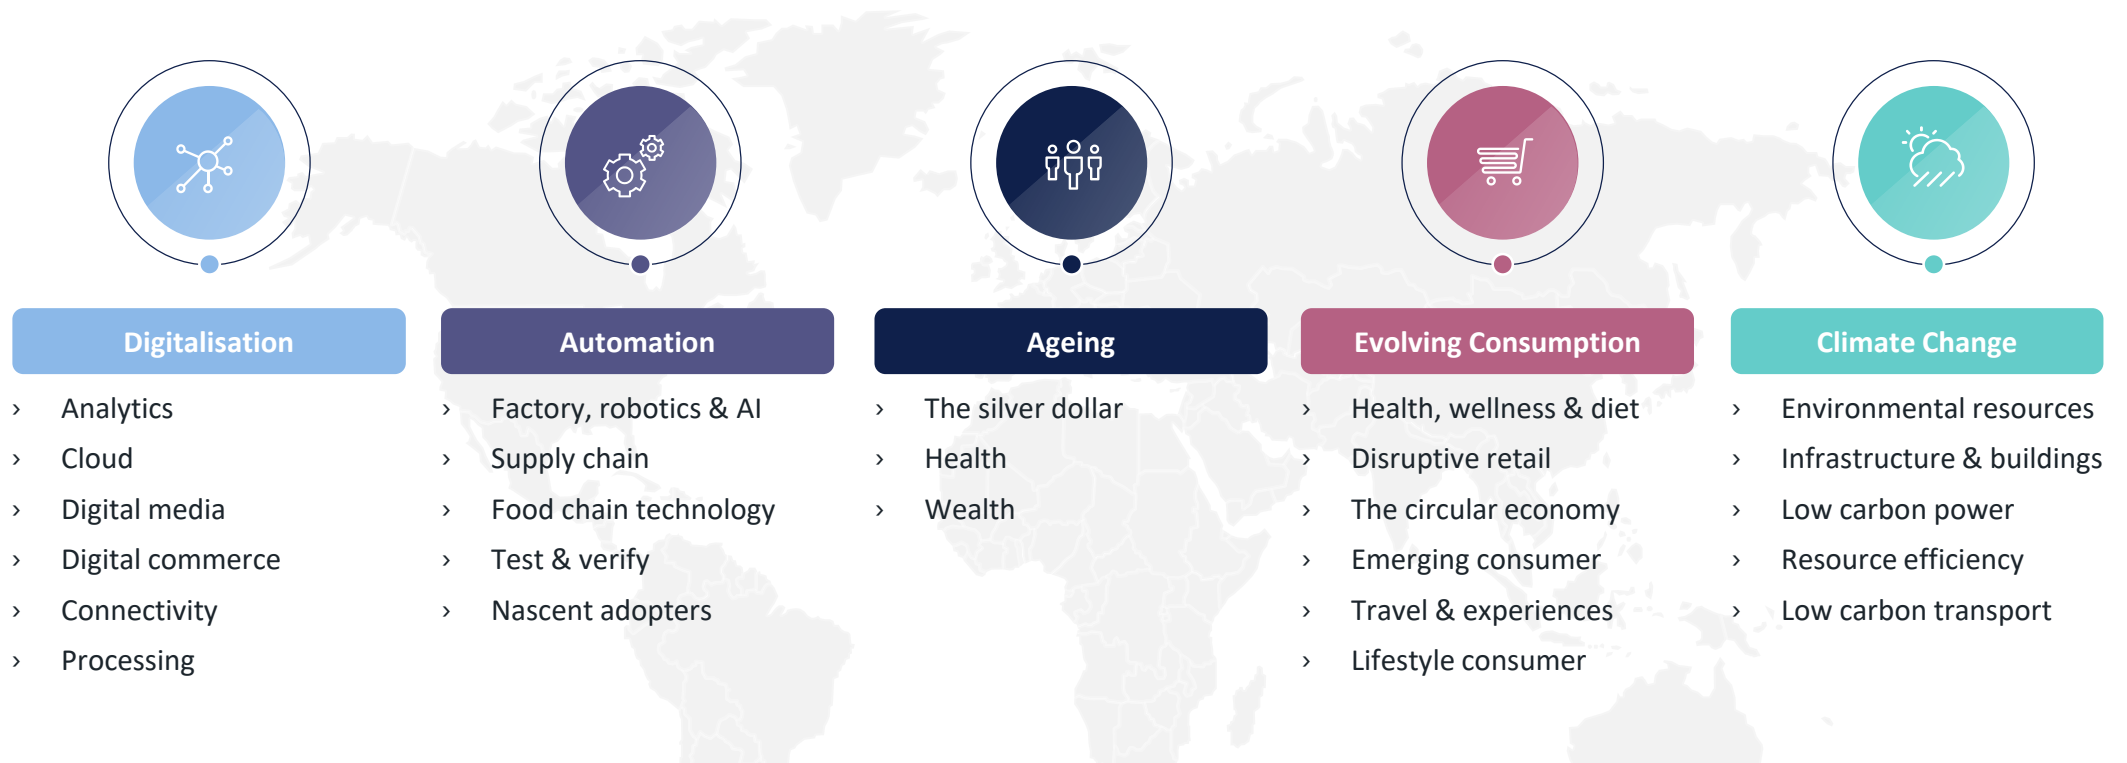 Digitalisation
› Analytics
› Cloud
› Digital media
› Digital commerce
› Connectivity
› Processing
Automation
› Factory, robotics & AI
› Supply chain
› Food chain technology
› Test & verify
› Nascent adopters
Ageing
› The silver dollar
› Health
› Wealth
Evolving Consumption
› Health, wellness & diet
› Disruptive retail
› The circular economy
› Emerging consumer
› Travel & experiences
› Lifestyle consumer
Climate Change
› Environmental resources
› Infrastructure & buildings
› Low carbon power
› Resource efficiency
› Low carbon transport